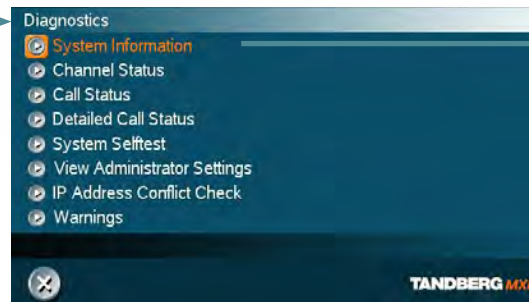 Diagnostics
System Information
Channel Status
Call Status
Detailed Call Status
System Selftest
View Administrator Settings
IP Address Conflict Check
Warnings
TANDBERG MXP